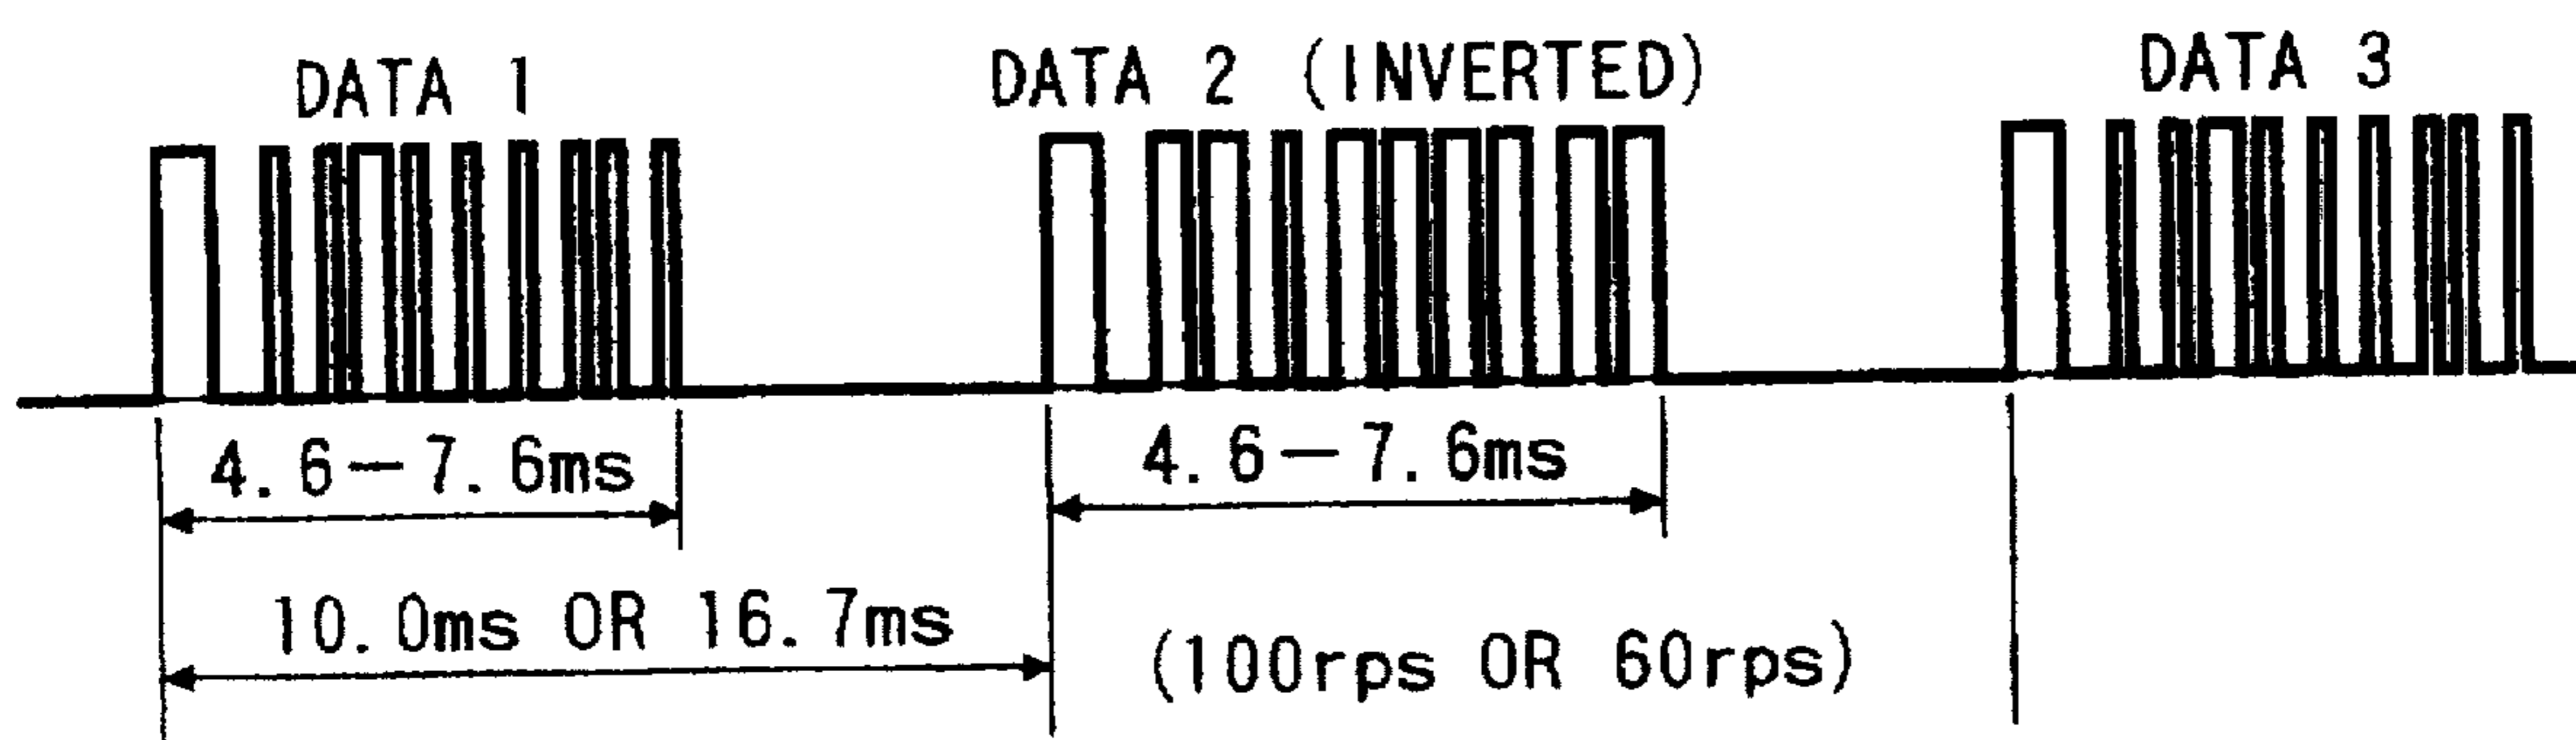 DATA 1
DATA 2 (INVERTED)
DATA 3
4.6-7.6ms
4.6-7.6ms
10.0ms OR 16.7ms
(100rps OR 60rps)